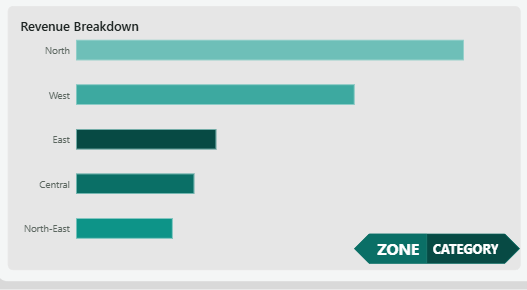 Revenue Breakdown
North
West
East
Central
North-East
ZONE CATEGORY